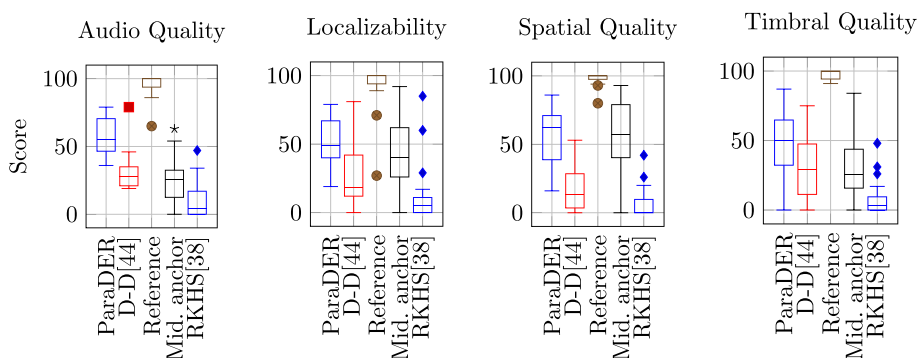 Audio Quality
Localizability
Spatial Quality
Timbral Quality
Score
100
50
0
ParaDER
D-D[44]
Reference
Mid. anchor
RKHS[38]
100
50
0
ParaDER
D-D[44]
Reference
Mid. anchor
RKHS[38]
100
50
0
ParaDER
D-D[44]
Reference
Mid. anchor
RKHS[38]
100
50
0
ParaDER
D-D[44]
Reference
Mid. anchor
RKHS[38]